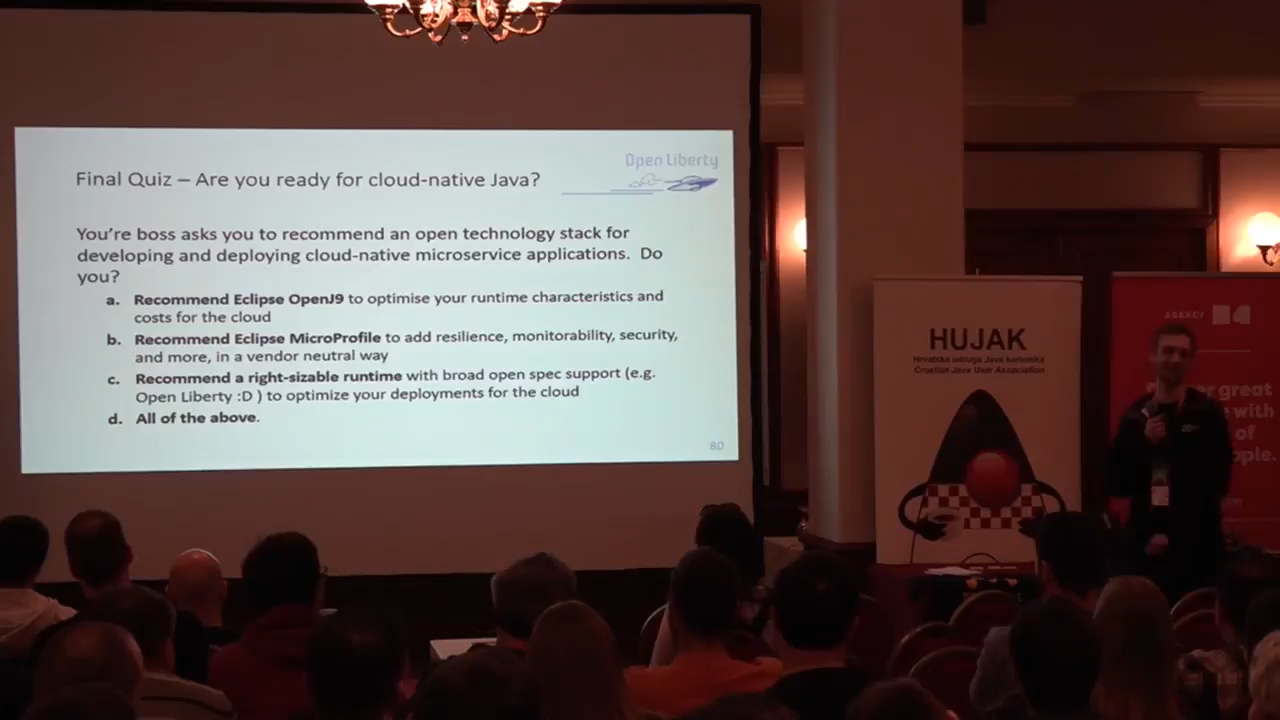 Open Liberty
Final Quiz – Are you ready for cloud-native Java?
You're boss asks you to recommend an open technology stack for
developing and deploying cloud-native microservice applications. Do
you?
a. Recommend Eclipse OpenJ9 to optimise your runtime characteristics and
costs for the cloud
b. Recommend Eclipse MicroProfile to add resilience, monitorability, security,
and more, in a vendor neutral way
c. Recommend a right-sizable runtime with broad open spec support (e.g.
Open Liberty :D ) to optimize your deployments for the cloud
d. All of the above.
80
HUJAK
Hrvatska udruga Java korisnika
Croatian Java User Association
AGENCY
great
with
of